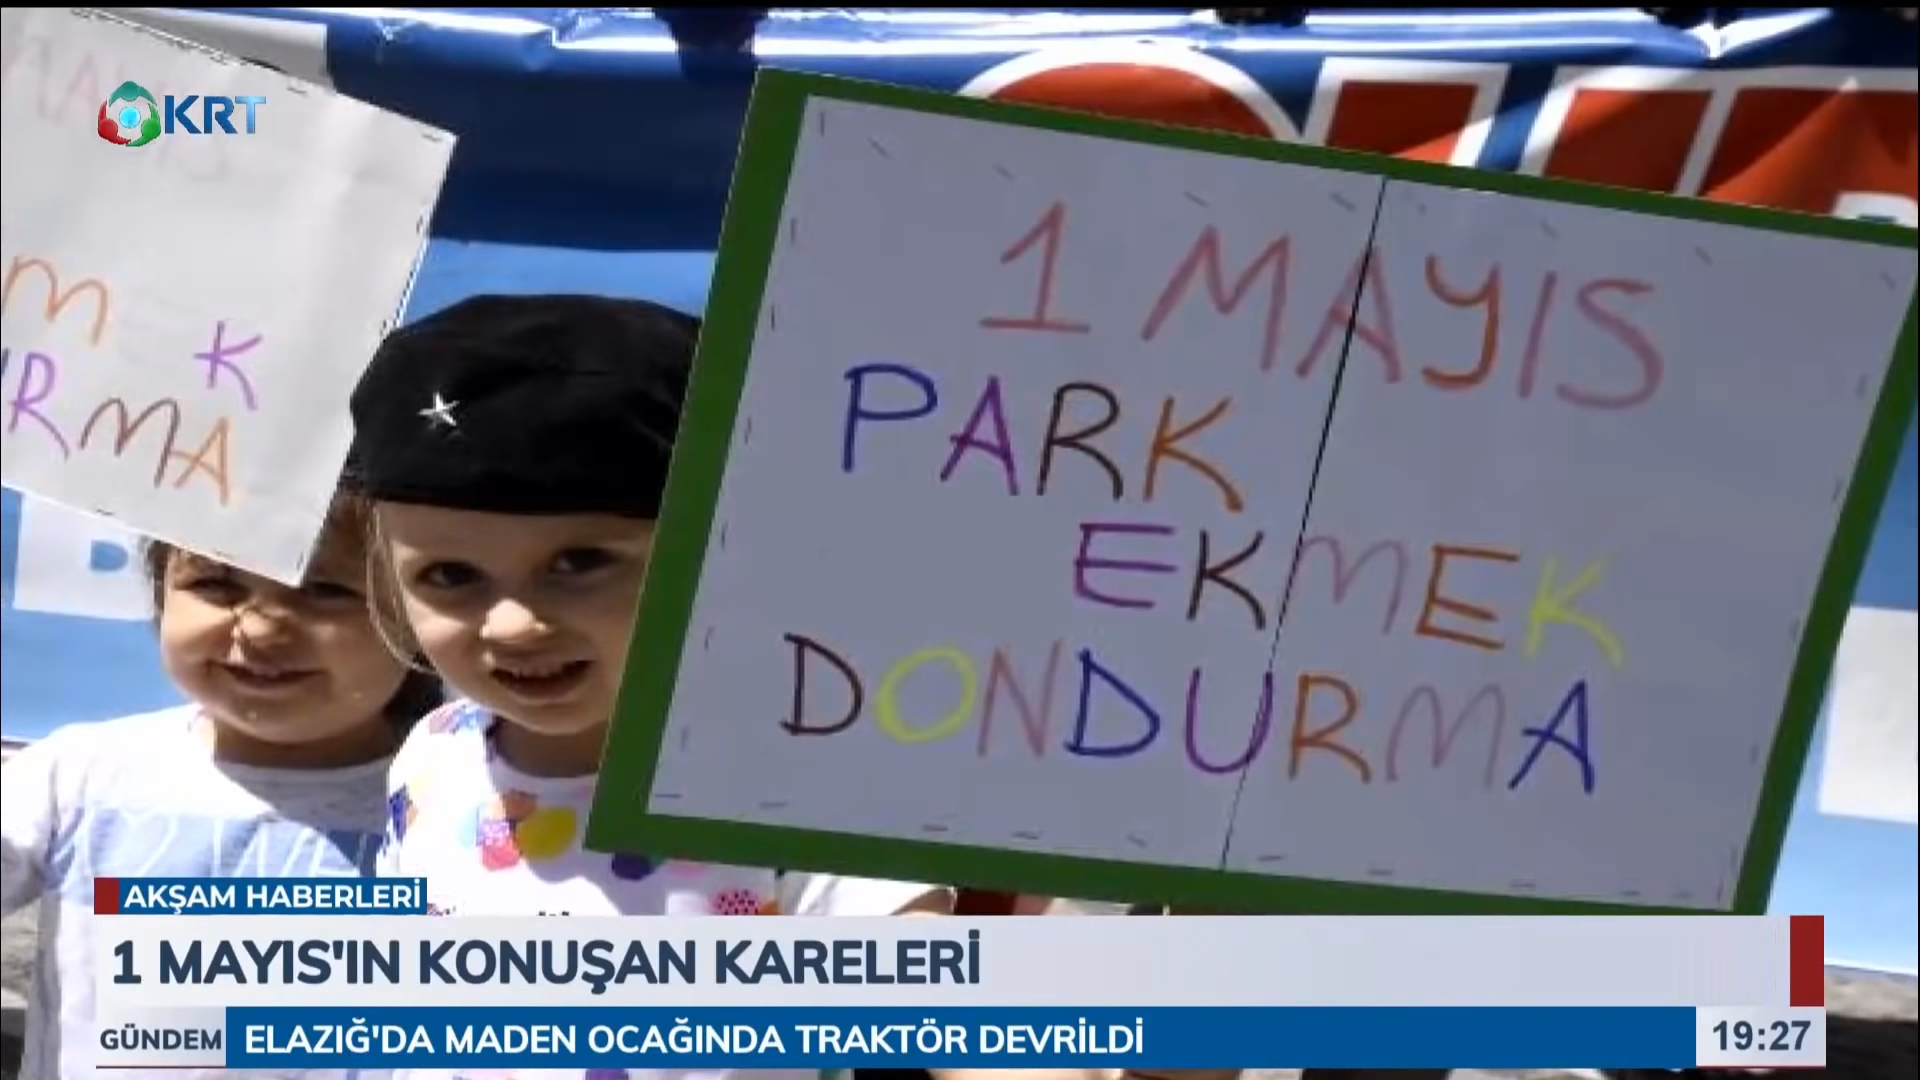 KRT
1 MAYIS
PARK
EKMEK
DONDURMA
M K
RMA
AKŞAM HABERLERİ
1 MAYIS'IN KONUŞAN KARELERİ
GÜNDEM ELAZIĞ'DA MADEN OCAĞINDA TRAKTÖR DEVRİLDİ
19:27